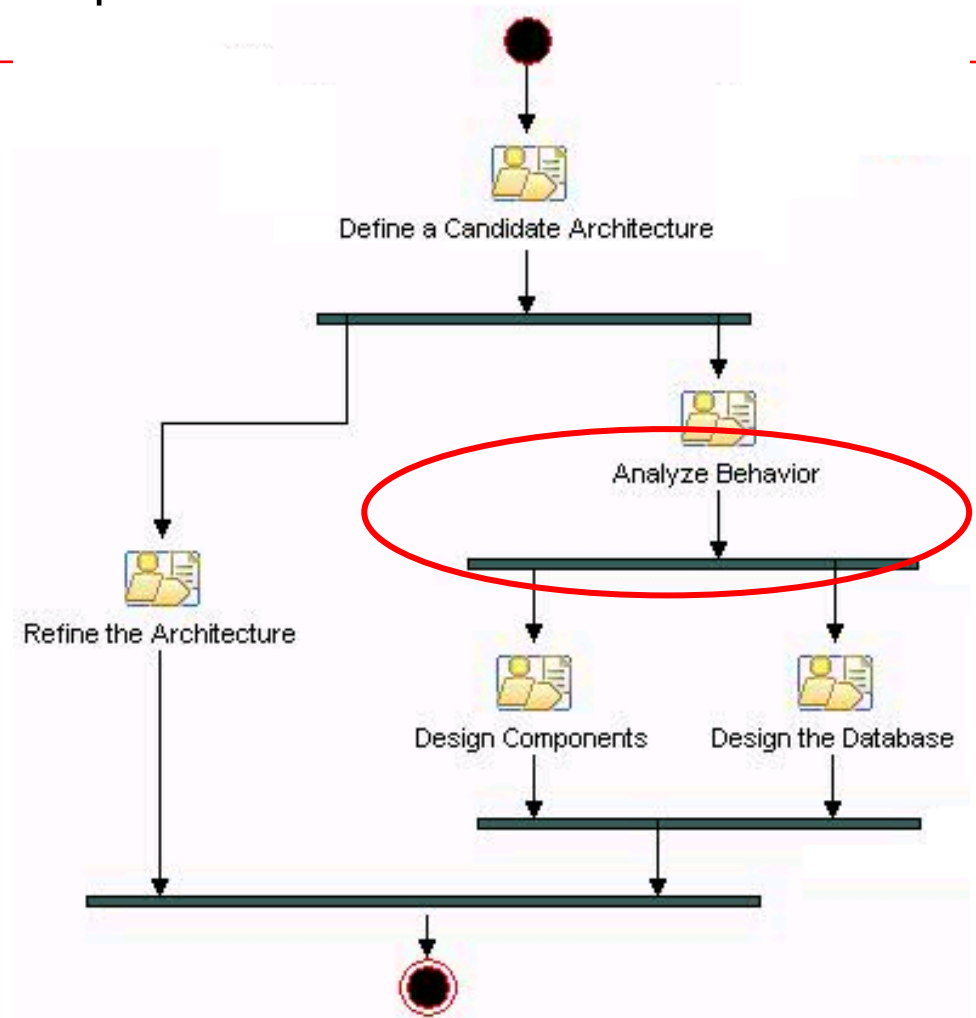 Define a Candidate Architecture
Analyze Behavior
Refine the Architecture
Design Components
Design the Database